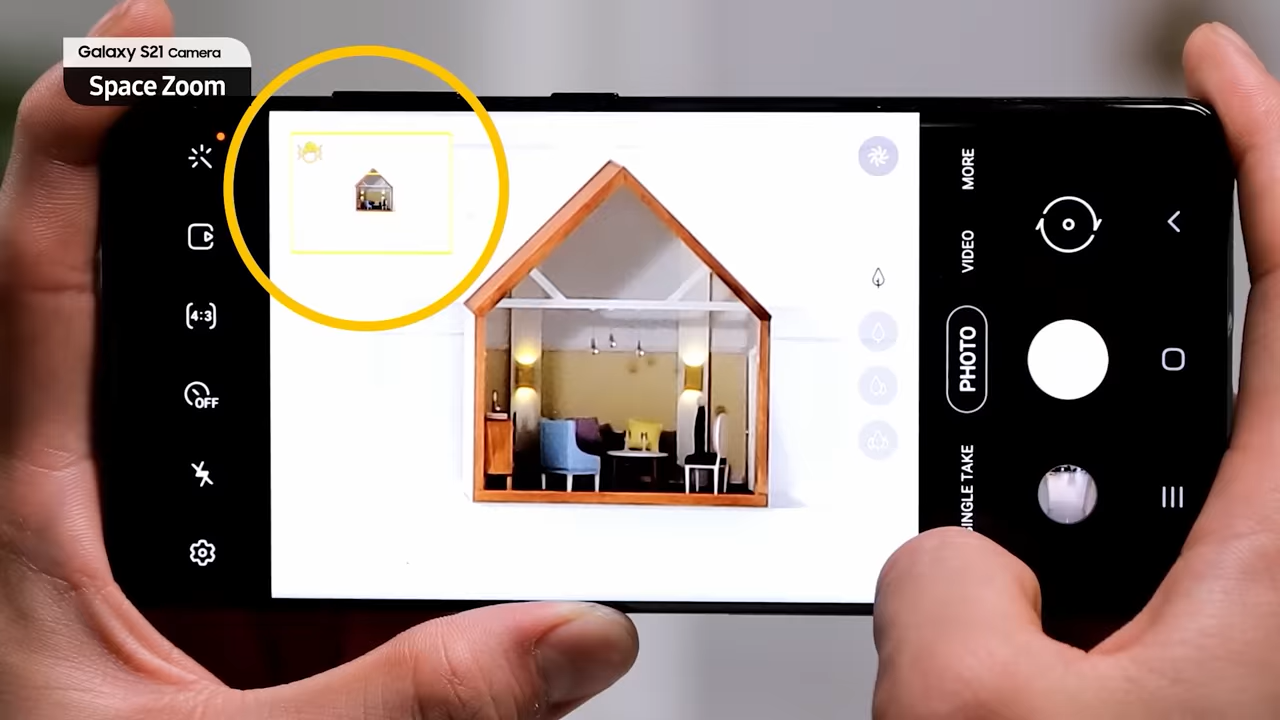 Galaxy S21 Camera
Space Zoom
4:3
OFF
MORE
VIDEO
PHOTO
SINGLE TAKE